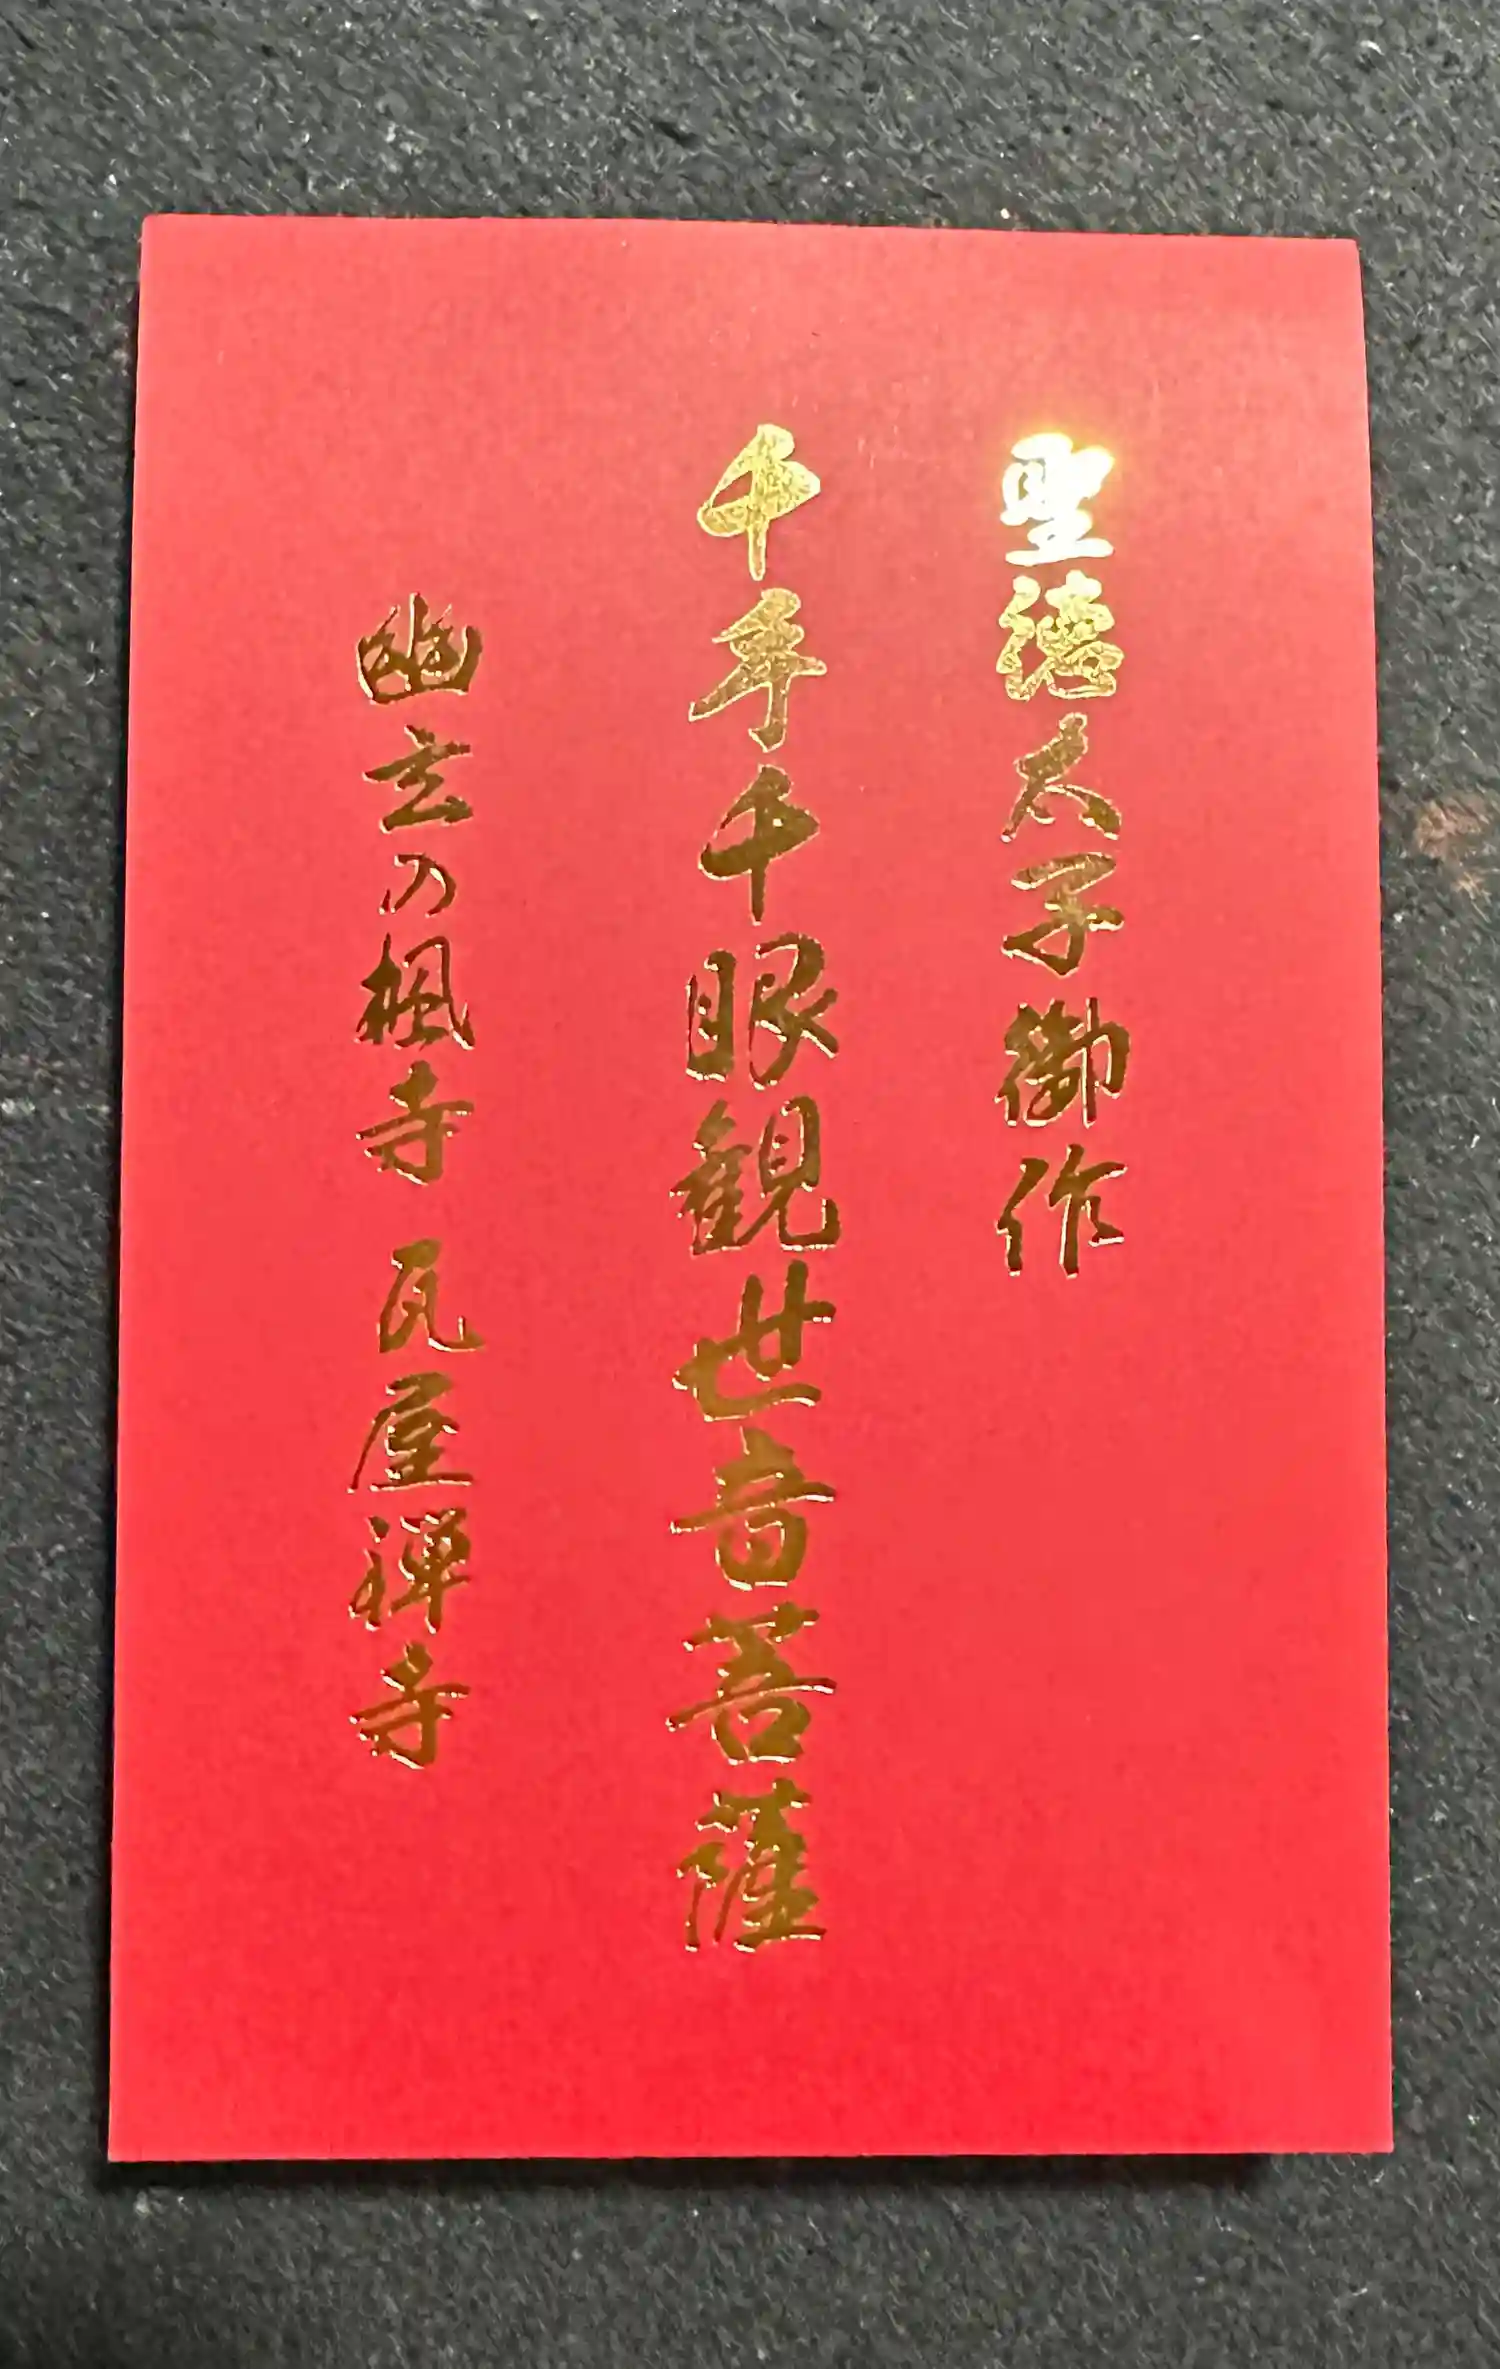 聖徳太子御作
千手千眼観世音菩薩
幽玄の楓寺 瓦屋禅寺